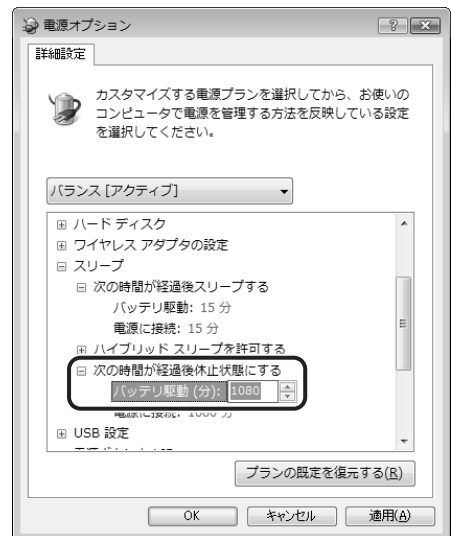 電源オプション
詳細設定
カスタマイズする電源プランを選択してから、お使いの
コンピュータで電源を管理する方法を反映している設定
を選択してください。
バランス [アクティブ]
ハード ディスク
ワイヤレス アダプタの設定
スリープ
次の時間が経過後スリープする
バッテリ駆動: 15 分
電源に接続: 15 分
ハイブリッド スリープを許可する
次の時間が経過後休止状態にする
バッテリ駆動 (分): 1080
電源に接続: 1080 分
USB 設定
プランの既定を復元する(R)
OK キャンセル 適用(A)